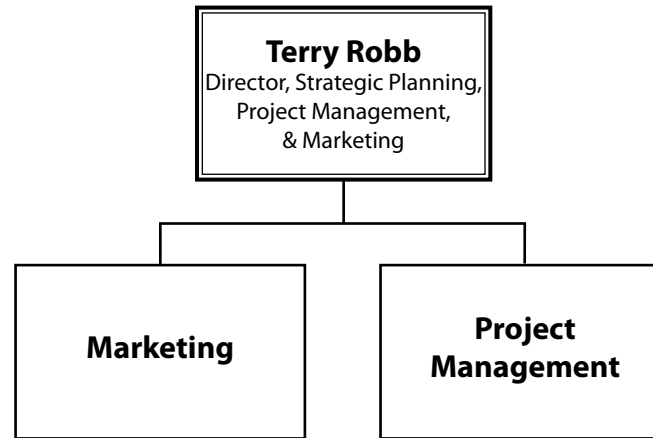 Terry Robb
Director, Strategic Planning,
Project Management,
& Marketing
Marketing
Project
Management